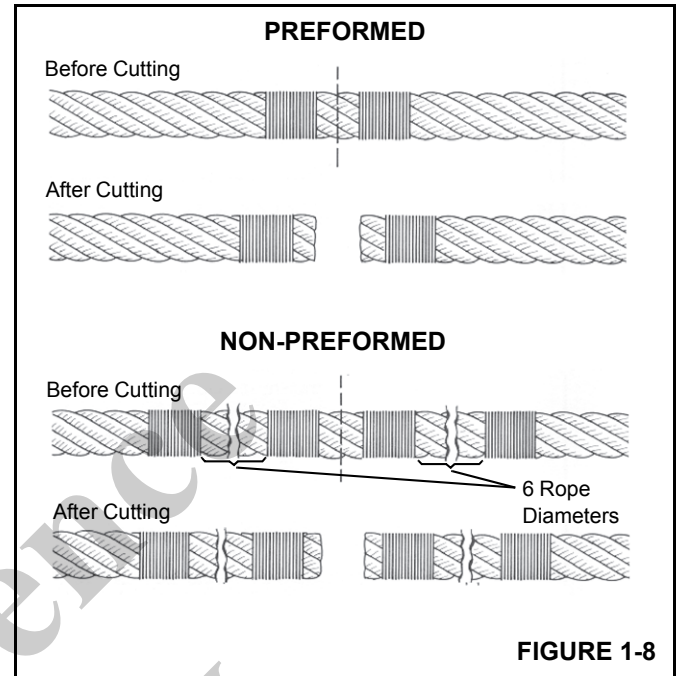 PREFORMED
Before Cutting
After Cutting
NON-PREFORMED
Before Cutting
6 Rope
Diameters
After Cutting
FIGURE 1-8